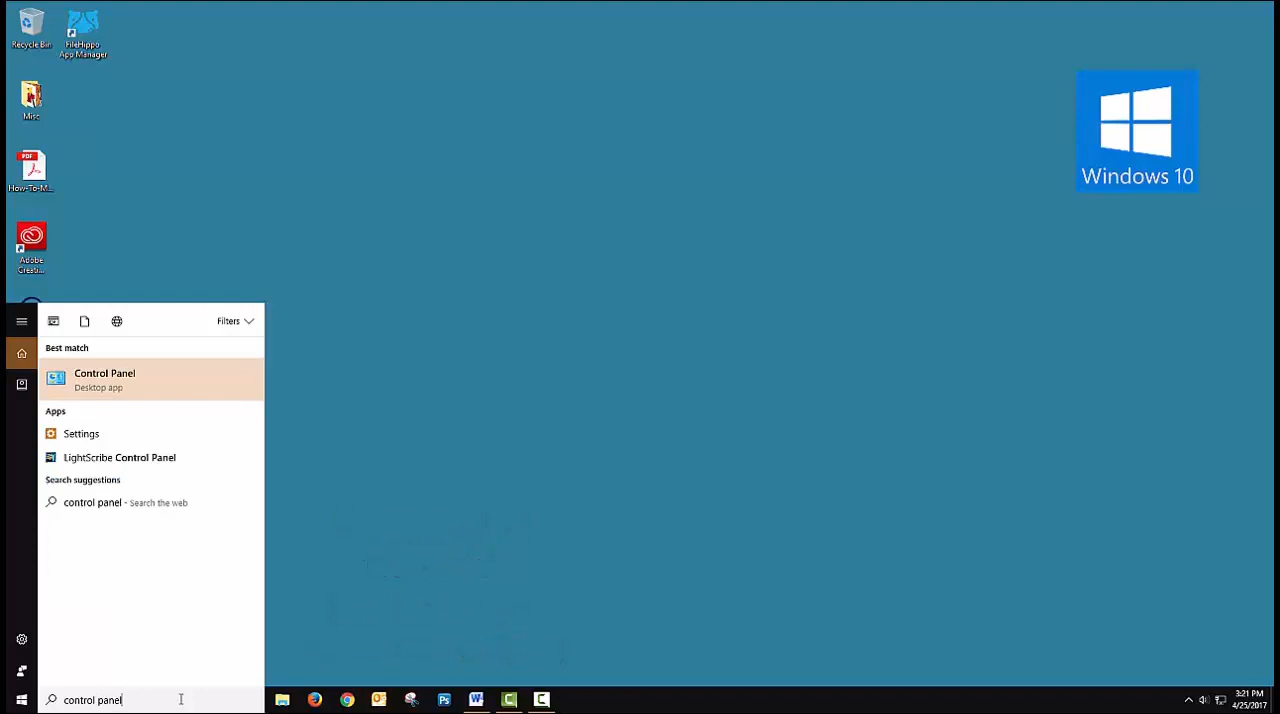 Recycle Bin
FileHippo
App Manager
Misc
PDF
How-To-M...
Adobe
Creati...
Windows 10
Filters
Best match
Control Panel
Desktop app
Apps
Settings
LightScribe Control Panel
Search suggestions
control panel - Search the web
control panel
Ps
W
C
C
3:21 PM
4/25/2017